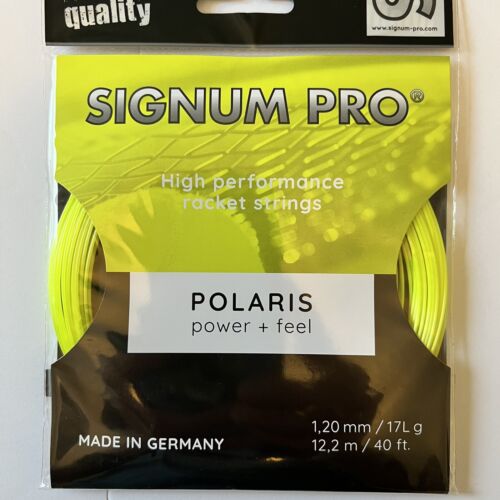 quality
www.signum-pro.com
SIGNUM PRO®
High performance
racket strings
POLARIS
power + feel
1,20 mm / 17L g
MADE IN GERMANY
12,2 m / 40 ft.